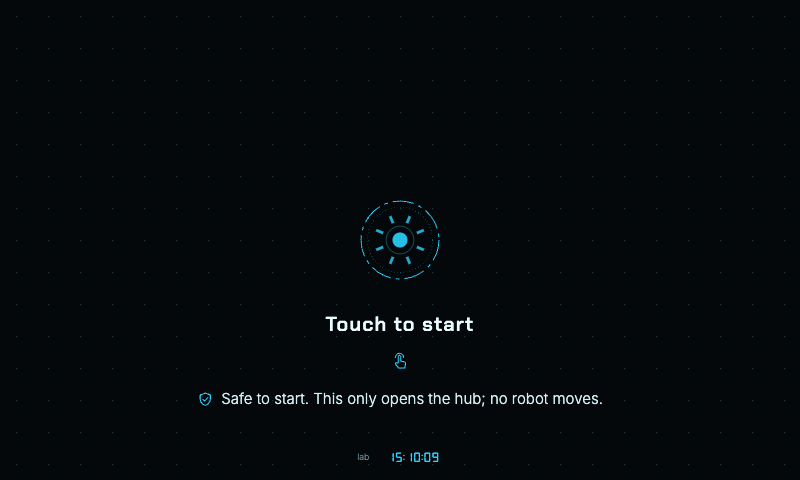 Touch to start
Safe to start. This only opens the hub; no robot moves.
lab 15:10:09